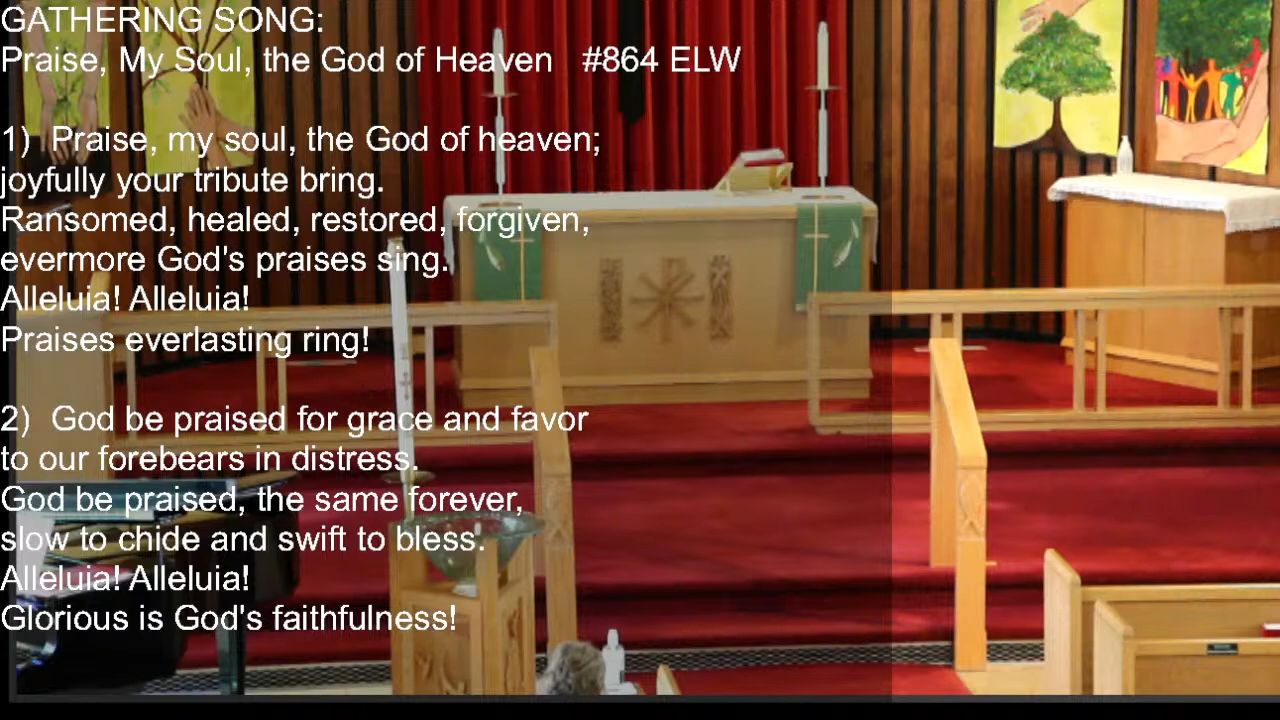 GATHERING SONG:
Praise, My Soul, the God of Heaven #864 ELW
1) Praise, my soul, the God of heaven;
joyfully your tribute bring.
Ransomed, healed, restored, forgiven,
evermore God's praises sing.
Alleluia! Alleluia!
Praises everlasting ring!
2) God be praised for grace and favor
to our forebears in distress.
God be praised, the same forever,
slow to chide and swift to bless.
Alleluia! Alleluia!
Glorious is God's faithfulness!